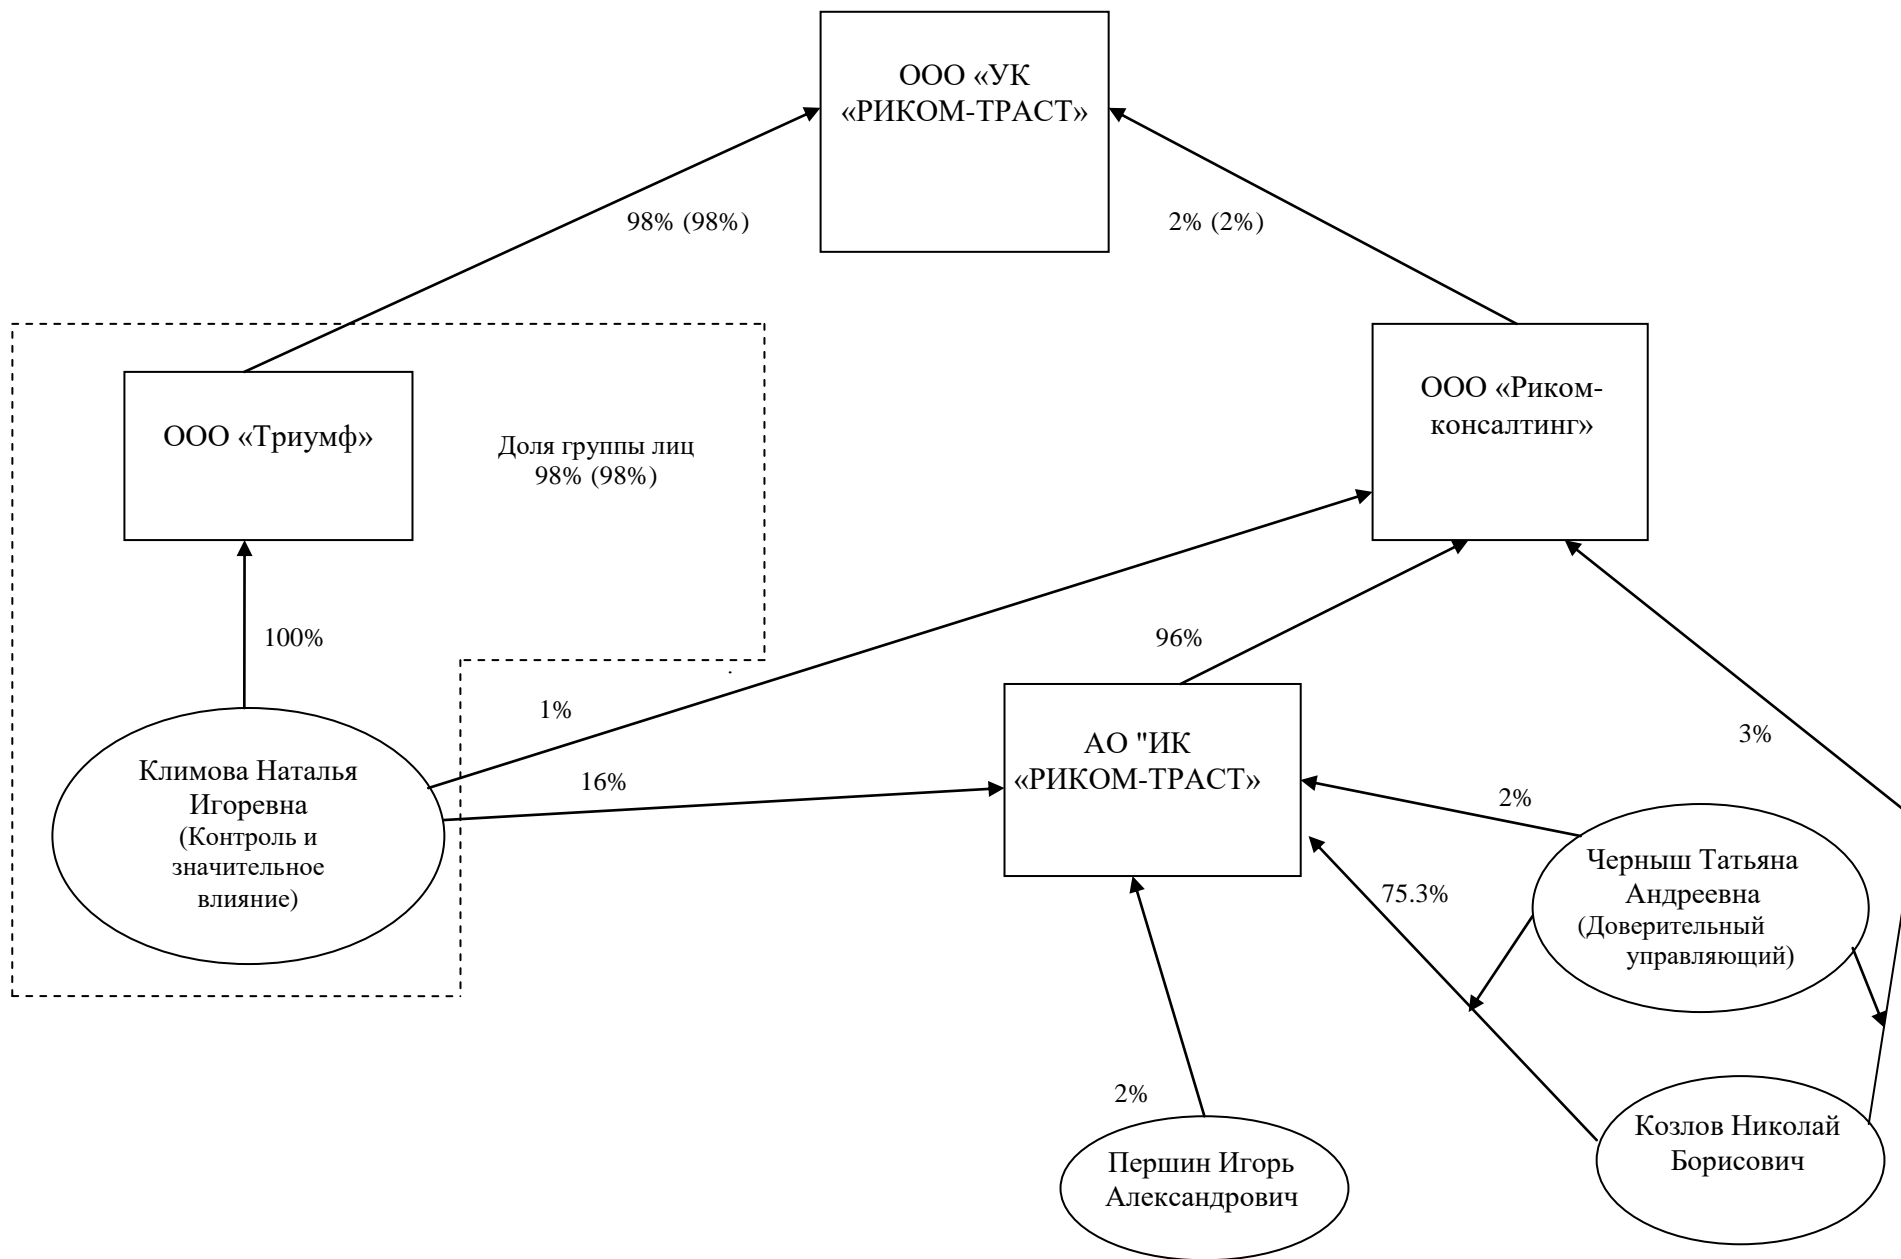 ООО «УК
«РИКОМ-ТРАСТ»
98% (98%)
2% (2%)
ООО «Триумф»
Доля группы лиц
98% (98%)
ООО «Риком-
консалтинг»
100%
96%
1%
3%
Климова Наталья
Игоревна
(Контроль и
значительное
влияние)
16%
АО "ИК
«РИКОМ-ТРАСТ»
2%
75.3%
Черныш Татьяна
Андреевна
(Доверительный
управляющий)
2%
Першин Игорь
Александрович
Козлов Николай
Борисович